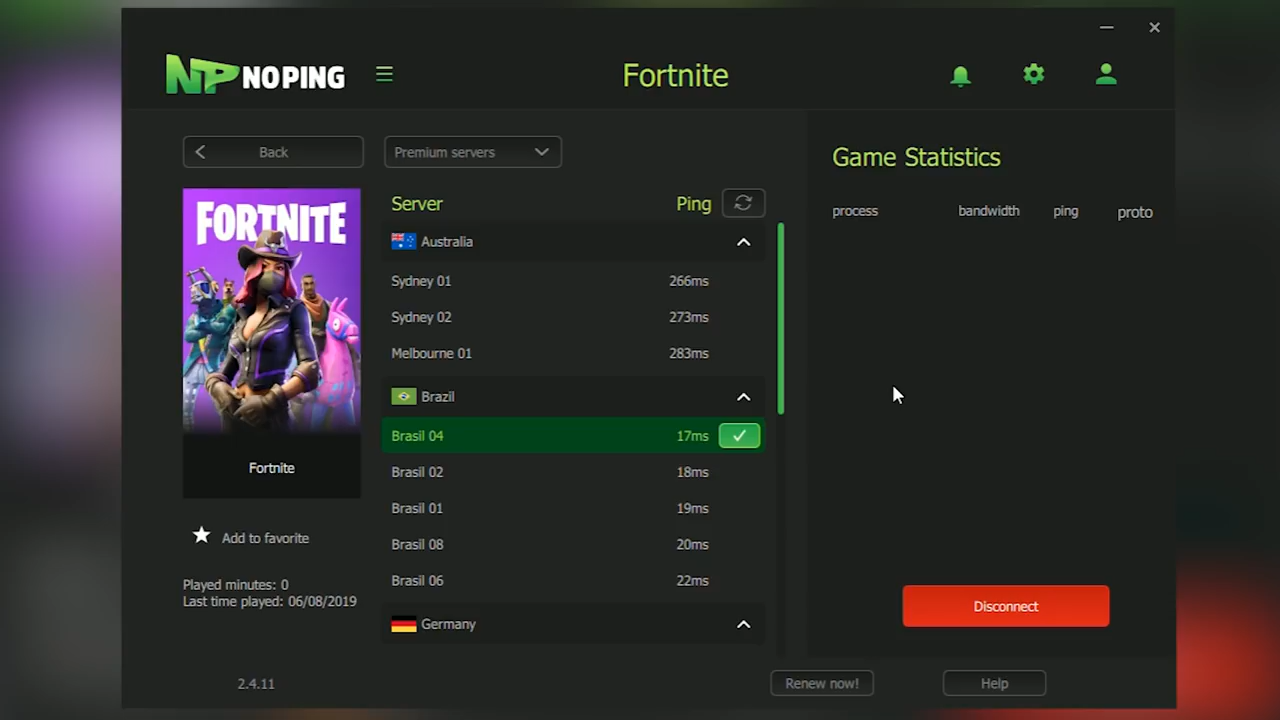 NP NOPING
Fortnite
Back
Premium servers
FORTNITE
Fortnite
Add to favorite
Played minutes: 0
Last time played: 06/08/2019
Server Ping
Australia
Sydney 01 266ms
Sydney 02 273ms
Melbourne 01 283ms
Brazil
Brasil 04 17ms
Brasil 02 18ms
Brasil 01 19ms
Brasil 08 20ms
Brasil 06 22ms
Germany
Game Statistics
process bandwidth ping proto
Disconnect
2.4.11
Renew now!
Help